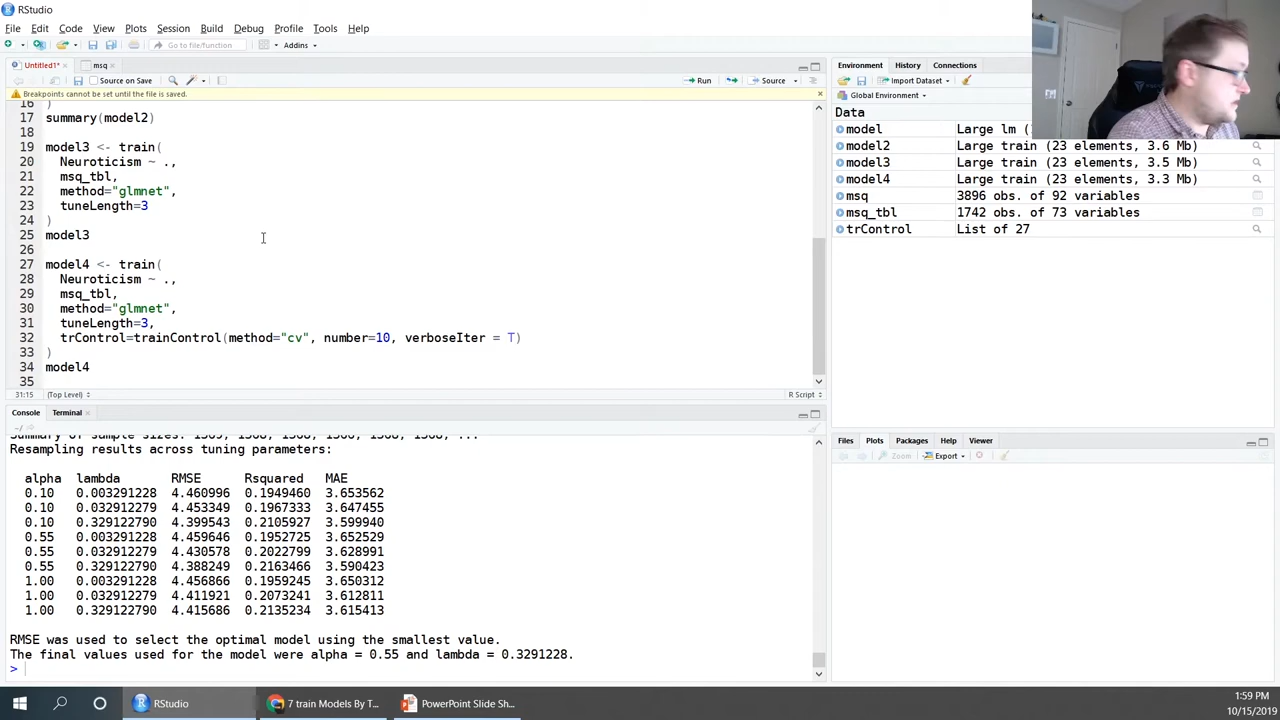 RStudio
File Edit Code View Plots Session Build Debug Profile Tools Help
Go to file/function Addins
Untitled1* msq
Source on Save Run Source
Breakpoints cannot be set until the file is saved.
16 )
17 summary(model2)
18
19 model3 <- train(
20 Neuroticism ~ .,
21 msq_tbl,
22 method="glmnet",
23 tuneLength=3
24 )
25 model3
26
27 model4 <- train(
28 Neuroticism ~ .,
29 msq_tbl,
30 method="glmnet",
31 tuneLength=3,
32 trControl=trainControl(method="cv", number=10, verboseIter = T)
33 )
34 model4
35
31:15 (Top Level) R Script
Console Terminal
~/
Summary of sample sizes: 1569, 1568, 1568, 1568, 1568, 1568, ...
Resampling results across tuning parameters:
alpha lambda RMSE Rsquared MAE
0.10 0.003291228 4.460996 0.1949460 3.653562
0.10 0.032912279 4.453349 0.1967333 3.647455
0.10 0.329122790 4.399543 0.2105927 3.599940
0.55 0.003291228 4.459646 0.1952725 3.652529
0.55 0.032912279 4.430578 0.2022799 3.628991
0.55 0.329122790 4.388249 0.2163466 3.590423
1.00 0.003291228 4.456866 0.1959245 3.650312
1.00 0.032912279 4.411921 0.2073241 3.612811
1.00 0.329122790 4.415686 0.2135234 3.615413
RMSE was used to select the optimal model using the smallest value.
The final values used for the model were alpha = 0.55 and lambda = 0.3291228.
>
Environment History Connections
Import Dataset
Global Environment
Data
model Large lm (
model2 Large train (23 elements, 3.6 Mb)
model3 Large train (23 elements, 3.5 Mb)
model4 Large train (23 elements, 3.3 Mb)
msq 3896 obs. of 92 variables
msq_tbl 1742 obs. of 73 variables
trControl List of 27
Files Plots Packages Help Viewer
Zoom Export
RStudio 7 train Models By T... PowerPoint Slide Sh...
1:59 PM
10/15/2019